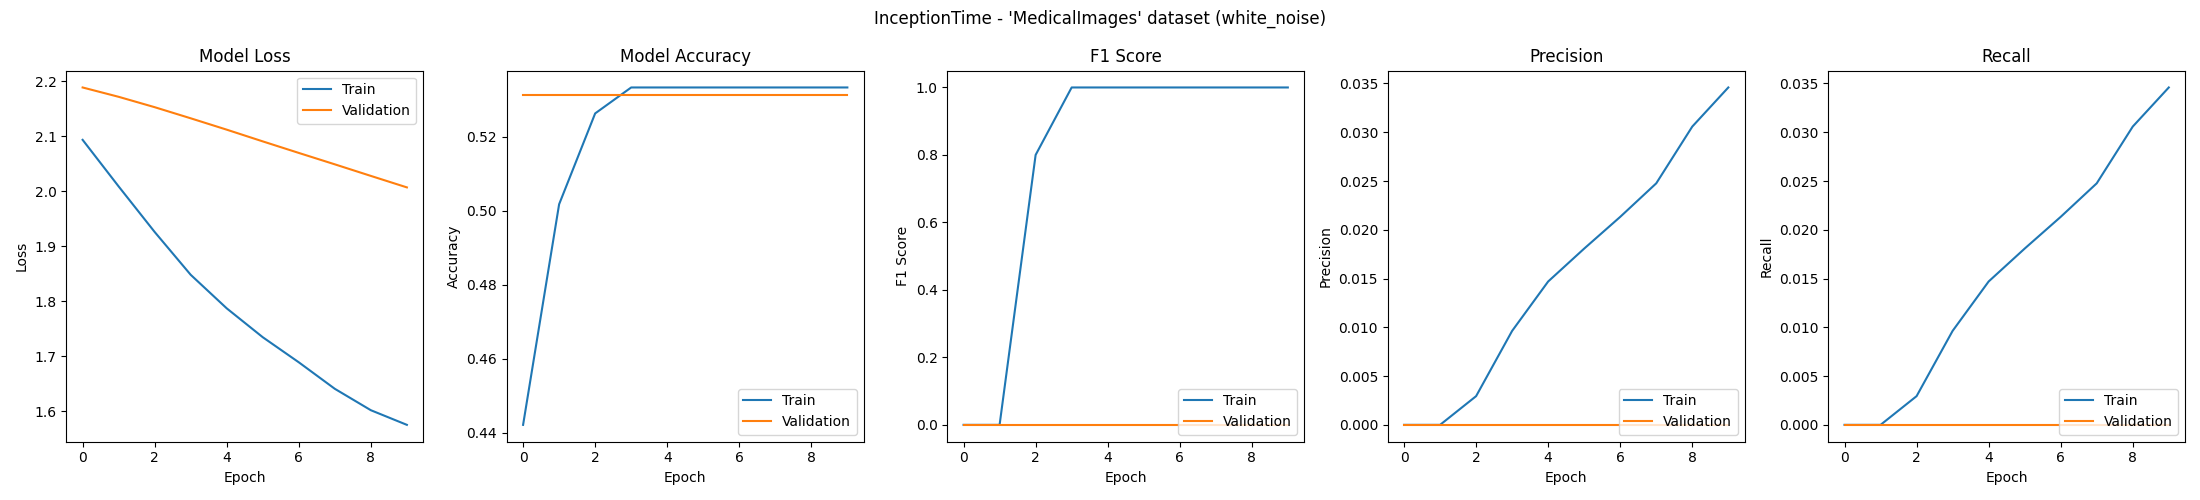 InceptionTime - 'MedicalImages' dataset (white_noise)
Model Loss
2.2
2.1
2.0
1.9
1.8
1.7
1.6
Loss
0 2 4 6 8
Epoch
Train
Validation
Model Accuracy
0.52
0.50
0.48
0.46
0.44
Accuracy
0 2 4 6 8
Epoch
Train
Validation
F1 Score
1.0
0.8
0.6
0.4
0.2
0.0
F1 Score
0 2 4 6 8
Epoch
Train
Validation
Precision
0.035
0.030
0.025
0.020
0.015
0.010
0.005
0.000
Precision
0 2 4 6 8
Epoch
Train
Validation
Recall
0.035
0.030
0.025
0.020
0.015
0.010
0.005
0.000
Recall
0 2 4 6 8
Epoch
Train
Validation